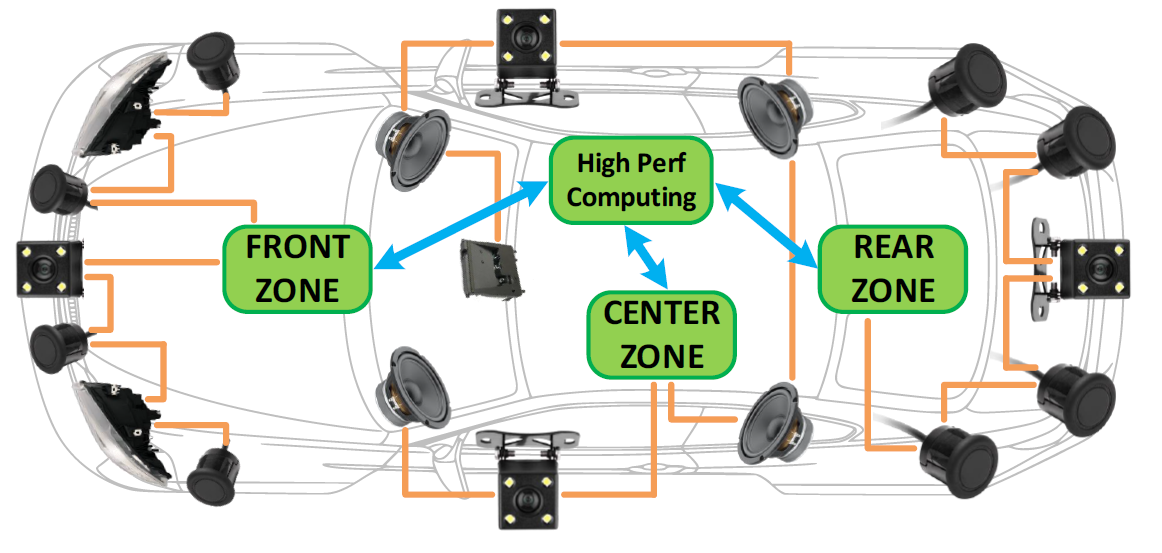 High Perf
Computing
FRONT
ZONE
REAR
ZONE
CENTER
ZONE